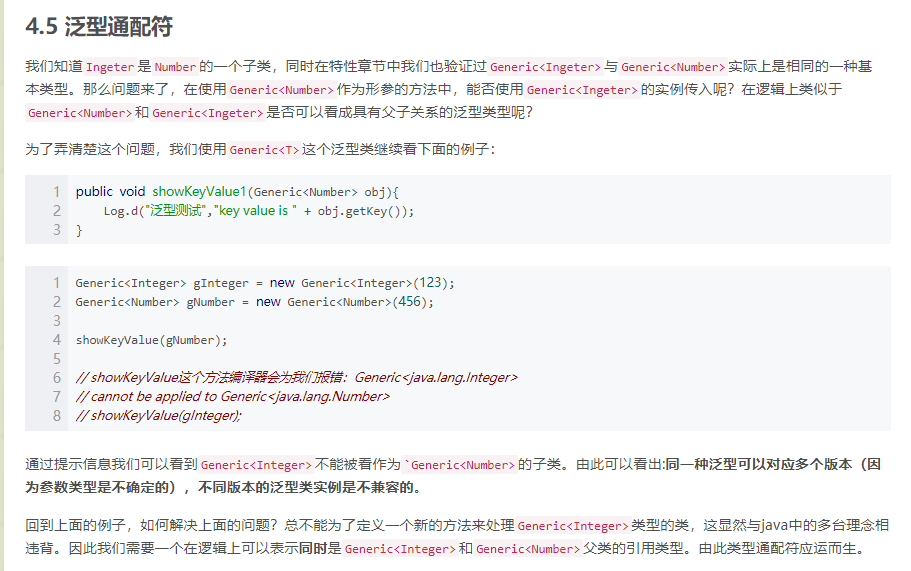 4.5 泛型通配符
我们知道 Ingeter 是 Number 的一个子类，同时在特性章节中我们也验证过 Generic<Ingeter> 与 Generic<Number> 实际上是相同的一种基
本类型。那么问题来了，在使用 Generic<Number> 作为形参的方法中，能否使用 Generic<Ingeter> 的实例传入呢？在逻辑上类似于
Generic<Number> 和 Generic<Ingeter> 是否可以看成具有父子关系的泛型类型呢？
为了弄清楚这个问题，我们使用 Generic<T> 这个泛型类继续看下面的例子：
1 public void showKeyValue1(Generic<Number> obj){
2     Log.d("泛型测试","key value is " + obj.getKey());
3 }
1 Generic<Integer> gInteger = new Generic<Integer>(123);
2 Generic<Number> gNumber = new Generic<Number>(456);
3
4 showKeyValue(gNumber);
5
6 // showKeyValue这个方法编译器会为我们报错：Generic<java.lang.Integer>
7 // cannot be applied to Generic<java.lang.Number>
8 // showKeyValue(gInteger);
通过提示信息我们可以看到 Generic<Integer> 不能被看作为 `Generic<Number> 的子类。由此可以看出:同一种泛型可以对应多个版本（因
为参数类型是不确定的），不同版本的泛型类实例是不兼容的。
回到上面的例子，如何解决上面的问题？总不能为了定义一个新的方法来处理 Generic<Integer> 类型的类，这显然与java中的多台理念相
违背。因此我们需要一个在逻辑上可以表示同时是 Generic<Integer> 和 Generic<Number> 父类的引用类型。由此类型通配符应运而生。